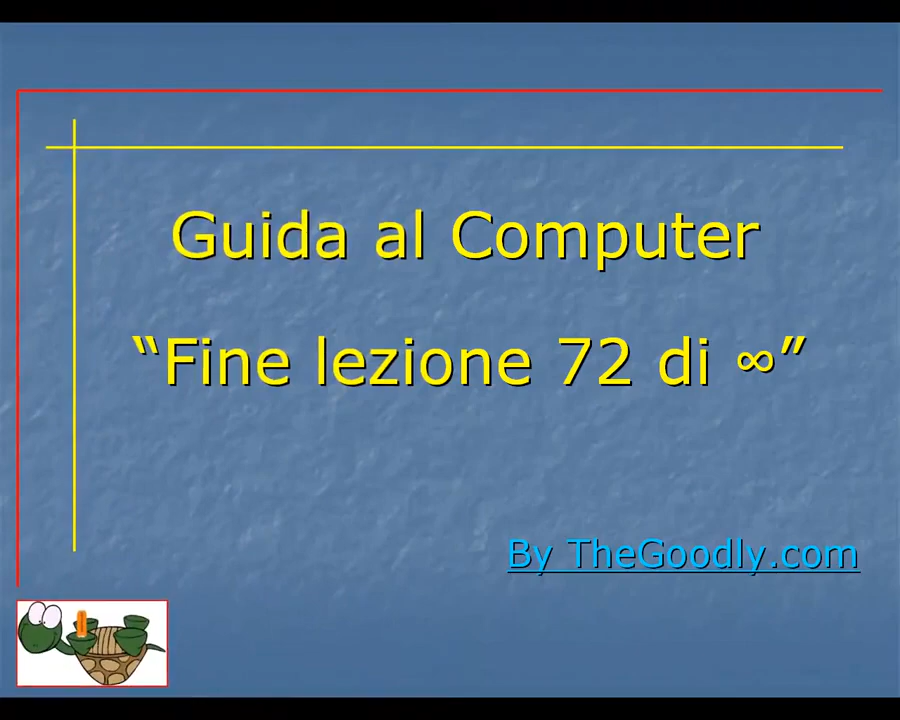 Guida al Computer
“Fine lezione 72 di ∞”
By TheGoodly.com